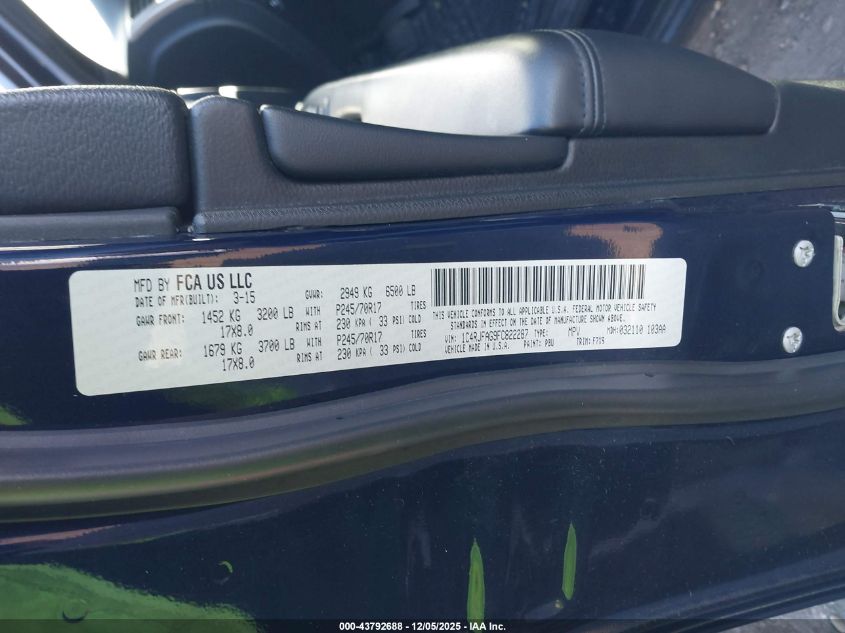 MFD BY FCA US LLC
DATE OF MFR(BUILT): 3-15 GVWR: 2949 KG 6500 LB
GAWR FRONT: 1452 KG 3200 LB WITH P245/70R17 TIRES
17X8.0 RIMS AT 230 KPA ( 33 PSI) COLD
GAWR REAR: 1679 KG 3700 LB WITH P245/70R17 TIRES
17X8.0 RIMS AT 230 KPA ( 33 PSI) COLD
THIS VEHICLE CONFORMS TO ALL APPLICABLE U.S.A. FEDERAL MOTOR VEHICLE SAFETY
STANDARDS IN EFFECT ON THE DATE OF MANUFACTURE SHOWN ABOVE.
VIN: 1C4RJFAG9FC822287 TYPE: MPV MDH: 032110 103AA
MADE IN U.S.A. PAINT: PBU TRIM: F7X9
000-43792688 - 12/05/2025 - IAA Inc.